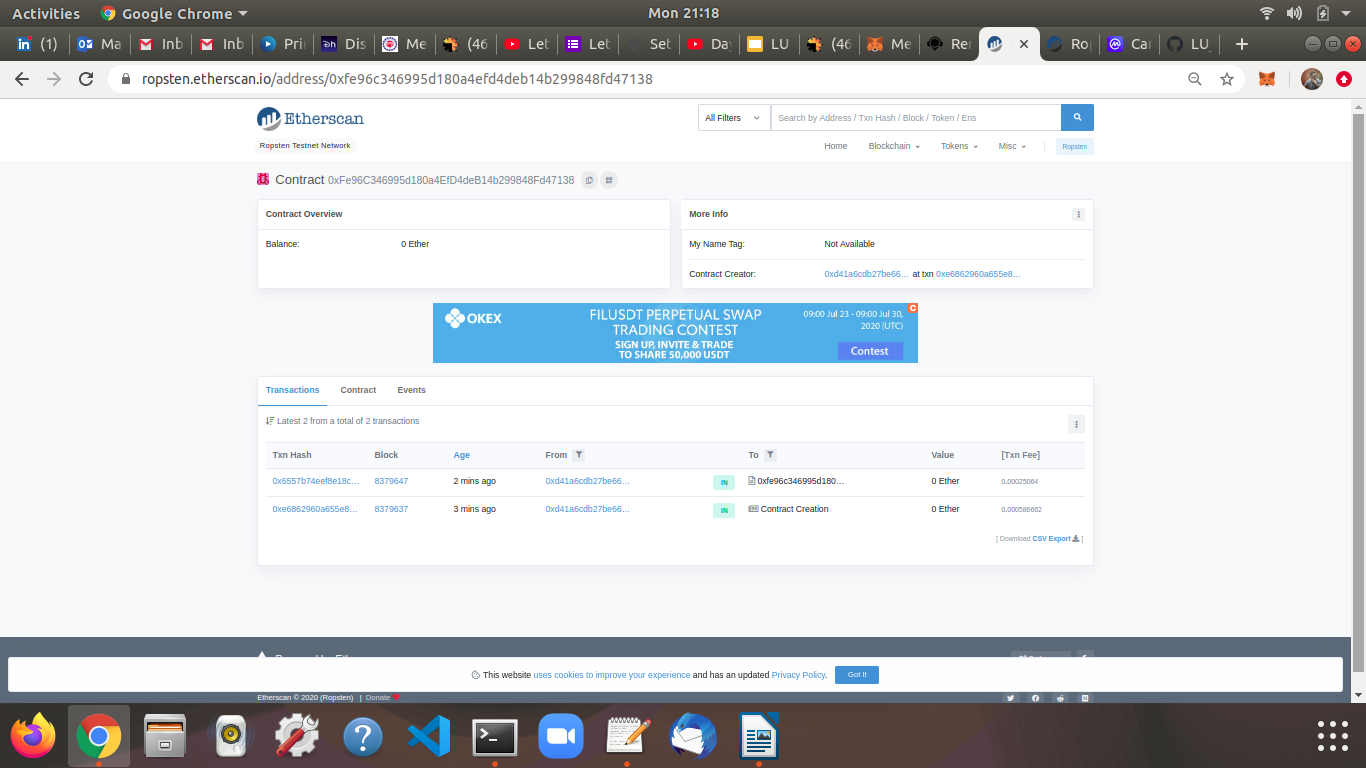 Activities Google Chrome Mon 21:18
(1) Ma Inb Inb Pri Dis Me (46 Let Let Set Day LU (46 Me Rer Ro Car LU_
ropsten.etherscan.io/address/0xfe96c346995d180a4efd4deb14b299848fd47138
Etherscan
All Filters Search by Address / Txn Hash / Block / Token / Ens
Ropsten Testnet Network
Home Blockchain Tokens Misc Ropsten
Contract 0xFe96C346995d180a4EfD4deB14b299848Fd47138
Contract Overview
Balance: 0 Ether
More Info
My Name Tag: Not Available
Contract Creator: 0xd41a6cdb27be66... at txn 0xe6862960a655e8...
OKEX
FILUSDT PERPETUAL SWAP
TRADING CONTEST
SIGN UP, INVITE & TRADE
TO SHARE 50,000 USDT
09:00 Jul 23 - 09:00 Jul 30,
2020 (UTC)
Contest
Transactions Contract Events
Latest 2 from a total of 2 transactions
Txn Hash Block Age From To Value [Txn Fee]
0x6557b74eef8e18c... 8379647 2 mins ago 0xd41a6cdb27be66... IN 0xfe96c346995d180... 0 Ether 0.00025064
0xe6862960a655e8... 8379637 3 mins ago 0xd41a6cdb27be66... IN Contract Creation 0 Ether 0.000586662
[ Download CSV Export ]
This website uses cookies to improve your experience and has an updated Privacy Policy. Got It
Etherscan © 2020 (Ropsten) | Donate